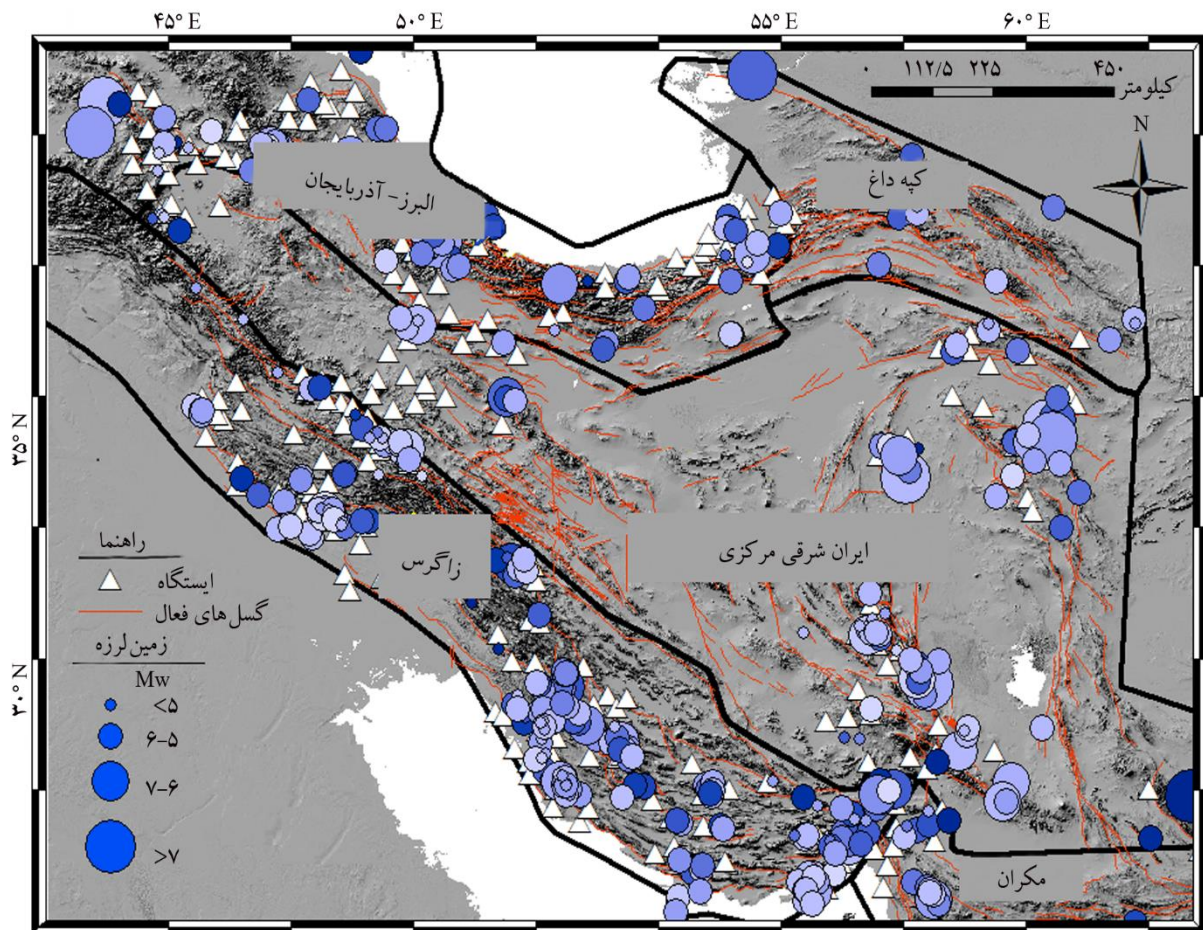 ۴۵° E
۵۰° E
۵۵° E
۶۰° E
۰ ۱۱۲/۵ ۲۲۵ ۴۵۰
کیلومتر
N
کپه داغ
البرز- آذربایجان
۳۵° N
زاگرس
ایران شرقی مرکزی
راهنما
ایستگاه
گسل‌های فعال
زمین‌لرزه
Mw
<۵
۶-۵
۷-۶
>۷
۳۰° N
مکران